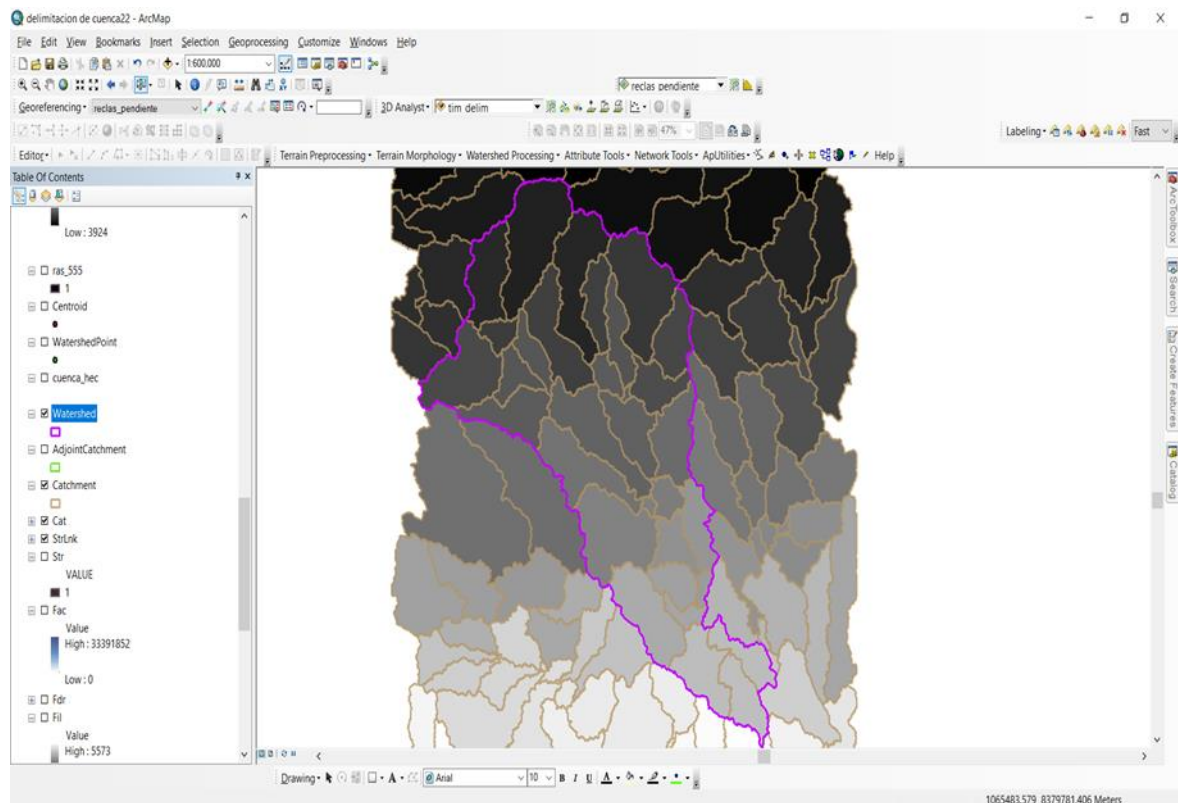 delimitacion de cuenca22 - ArcMap
File Edit View Bookmarks Insert Selection Geoprocessing Customize Windows Help
1:600.000
reclas pendiente
Georeferencing reclas_pendiente 3D Analyst tim delim
47% Labeling Fast
Editor Terrain Preprocessing Terrain Morphology Watershed Processing Attribute Tools Network Tools ApUtilities Help
Table Of Contents
Low : 3924
ras_555
1
Centroid
WatershedPoint
cuenca_hec
Watershed
AdjointCatchment
Catchment
Cat
StrLnk
Str
VALUE
1
Fac
Value
High : 33391852
Low : 0
Fdr
Fil
Value
High : 5573
ArcToolbox
Search
Create Features
Catalog
Drawing A Arial 10 B I U A
1065483,579 8379781,406 Meters